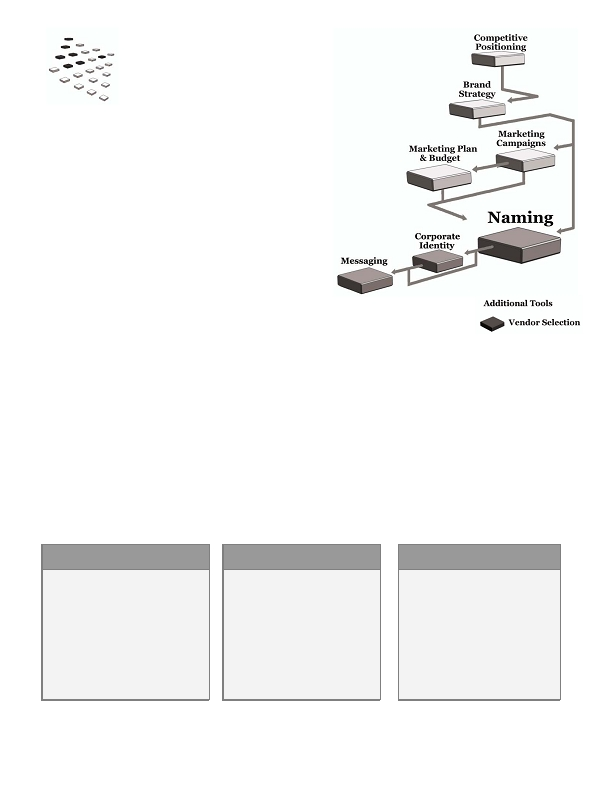 Competitive
Positioning
Brand
Strategy
Marketing
Campaigns
Marketing Plan
& Budget
Naming
Corporate
Identity
Messaging
Additional Tools
Vendor Selection